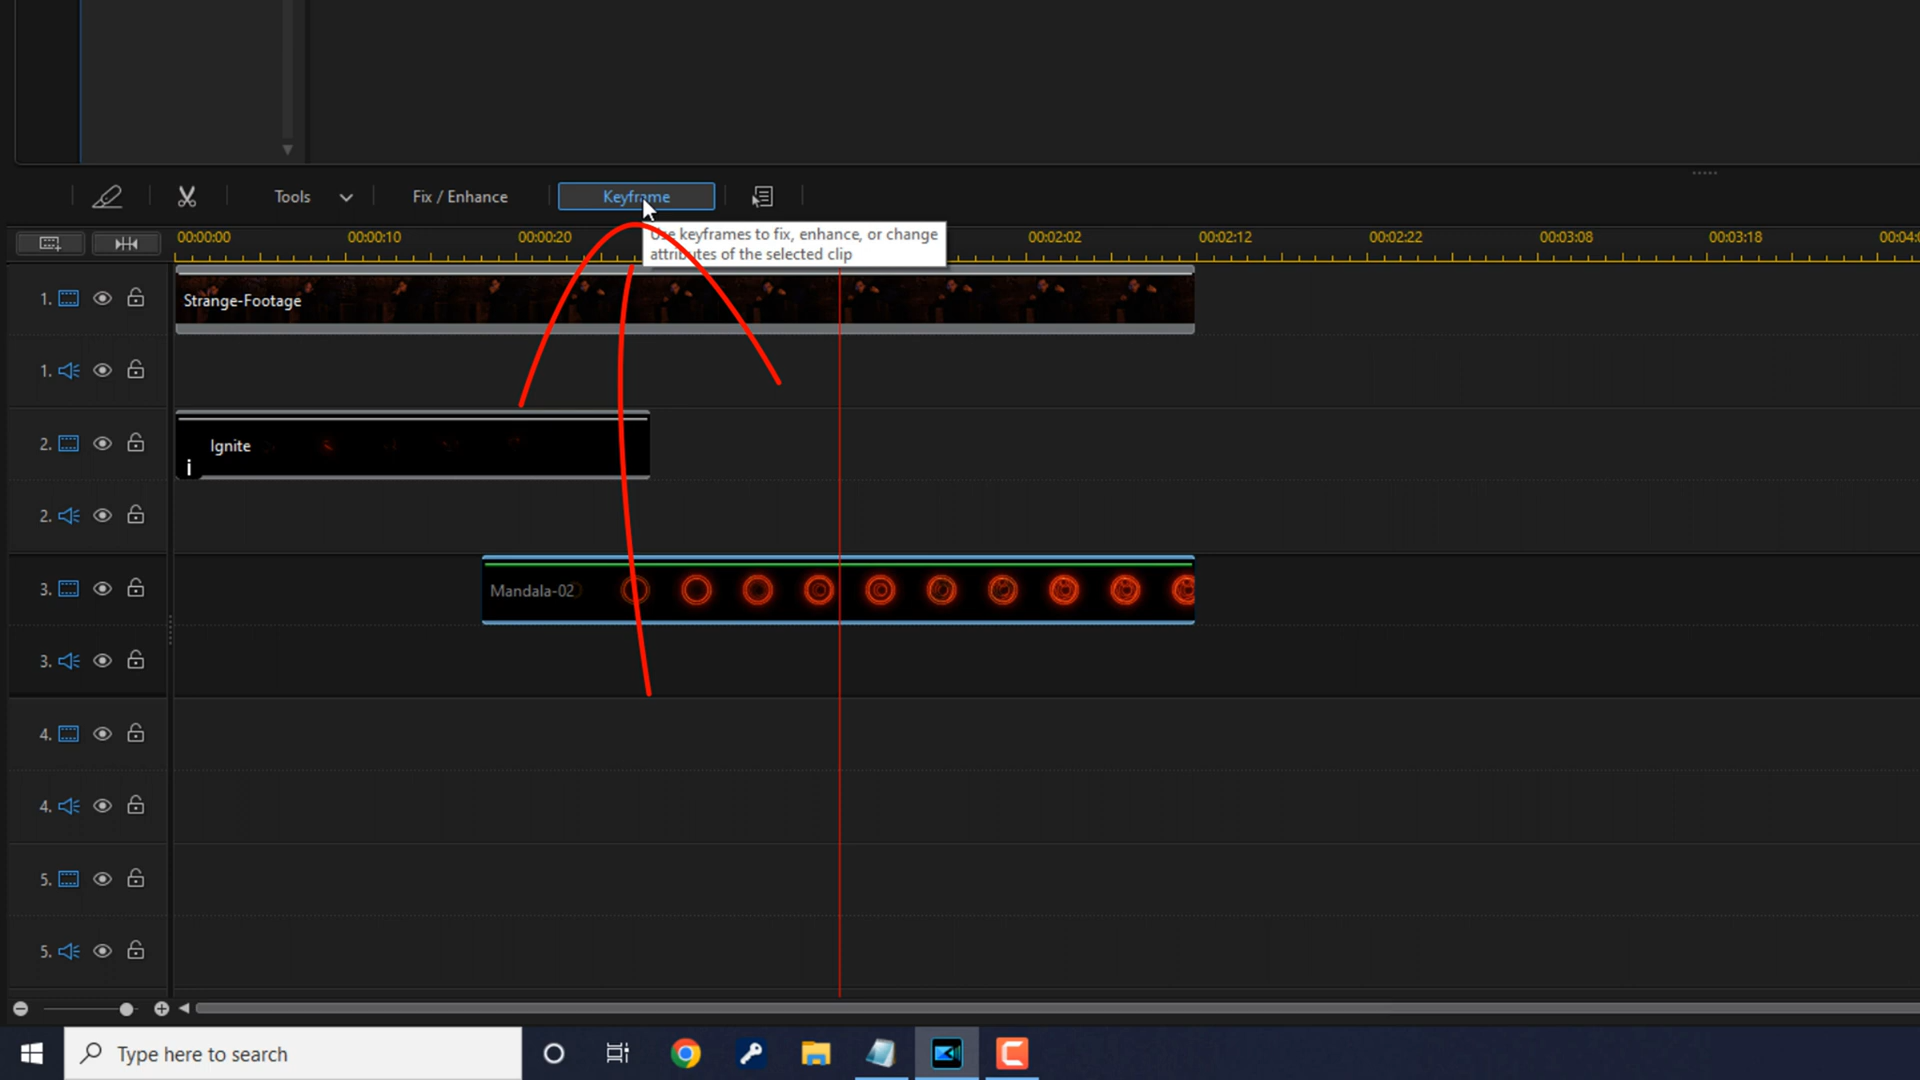 Tools
Fix / Enhance
Keyframe
Use keyframes to fix, enhance, or change
attributes of the selected clip
00:00:00
00:00:10
00:00:20
00:02:02
00:02:12
00:02:22
00:03:08
00:03:18
1.
Strange-Footage
1.
2.
Ignite
i
2.
3.
Mandala-02
3.
4.
4.
5.
5.
Type here to search